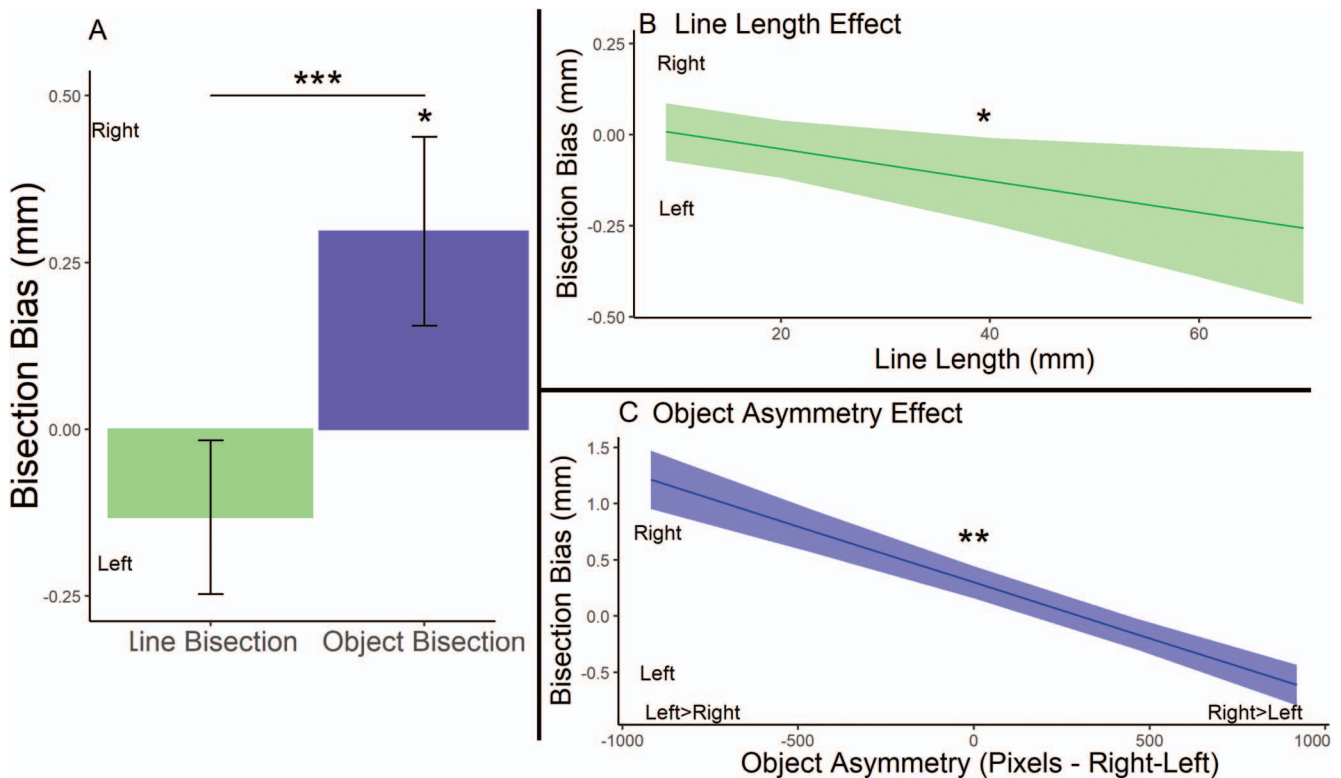 A
***
*
0.50
Right
0.25
0.00
Left
-0.25
Bisection Bias (mm)
Line Bisection
Object Bisection
B Line Length Effect
0.25
Right
*
0.00
Left
-0.25
-0.50
Bisection Bias (mm)
20
40
60
Line Length (mm)
C Object Asymmetry Effect
1.5
1.0
Right
**
0.5
0.0
Left
-0.5
Bisection Bias (mm)
Left>Right
Right>Left
-1000
-500
0
500
1000
Object Asymmetry (Pixels - Right-Left)